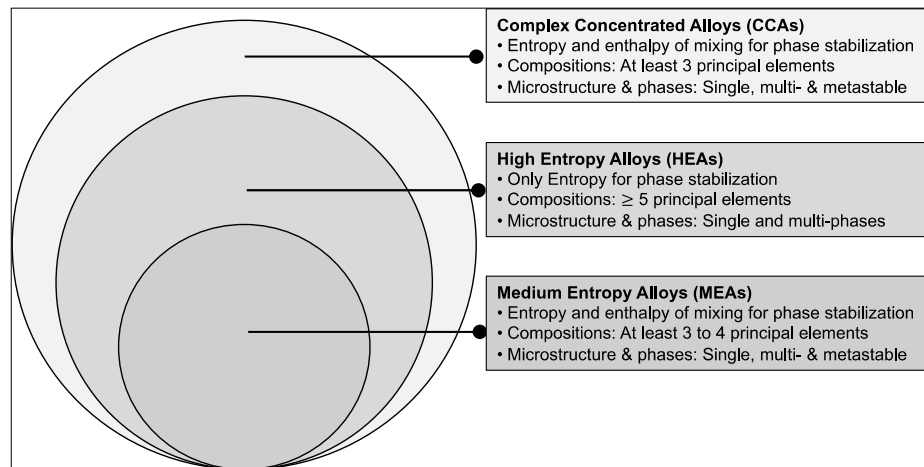 Complex Concentrated Alloys (CCAs)
• Entropy and enthalpy of mixing for phase stabilization
• Compositions: At least 3 principal elements
• Microstructure & phases: Single, multi- & metastable
High Entropy Alloys (HEAs)
• Only Entropy for phase stabilization
• Compositions: ≥ 5 principal elements
• Microstructure & phases: Single and multi-phases
Medium Entropy Alloys (MEAs)
• Entropy and enthalpy of mixing for phase stabilization
• Compositions: At least 3 to 4 principal elements
• Microstructure & phases: Single, multi- & metastable